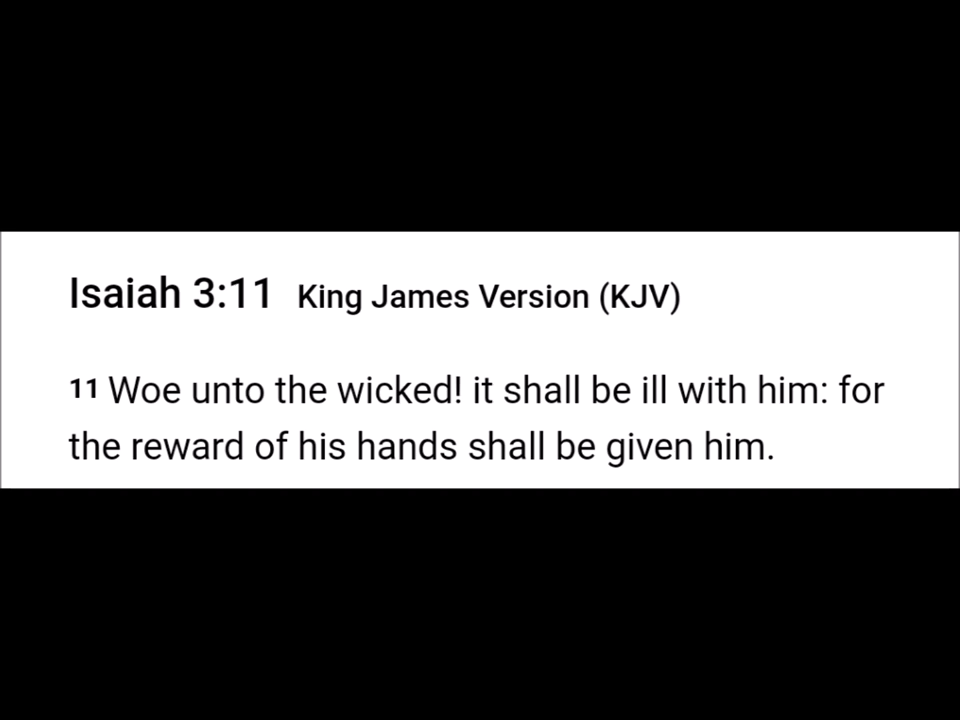 Isaiah 3:11 King James Version (KJV)
11 Woe unto the wicked! it shall be ill with him: for
the reward of his hands shall be given him.